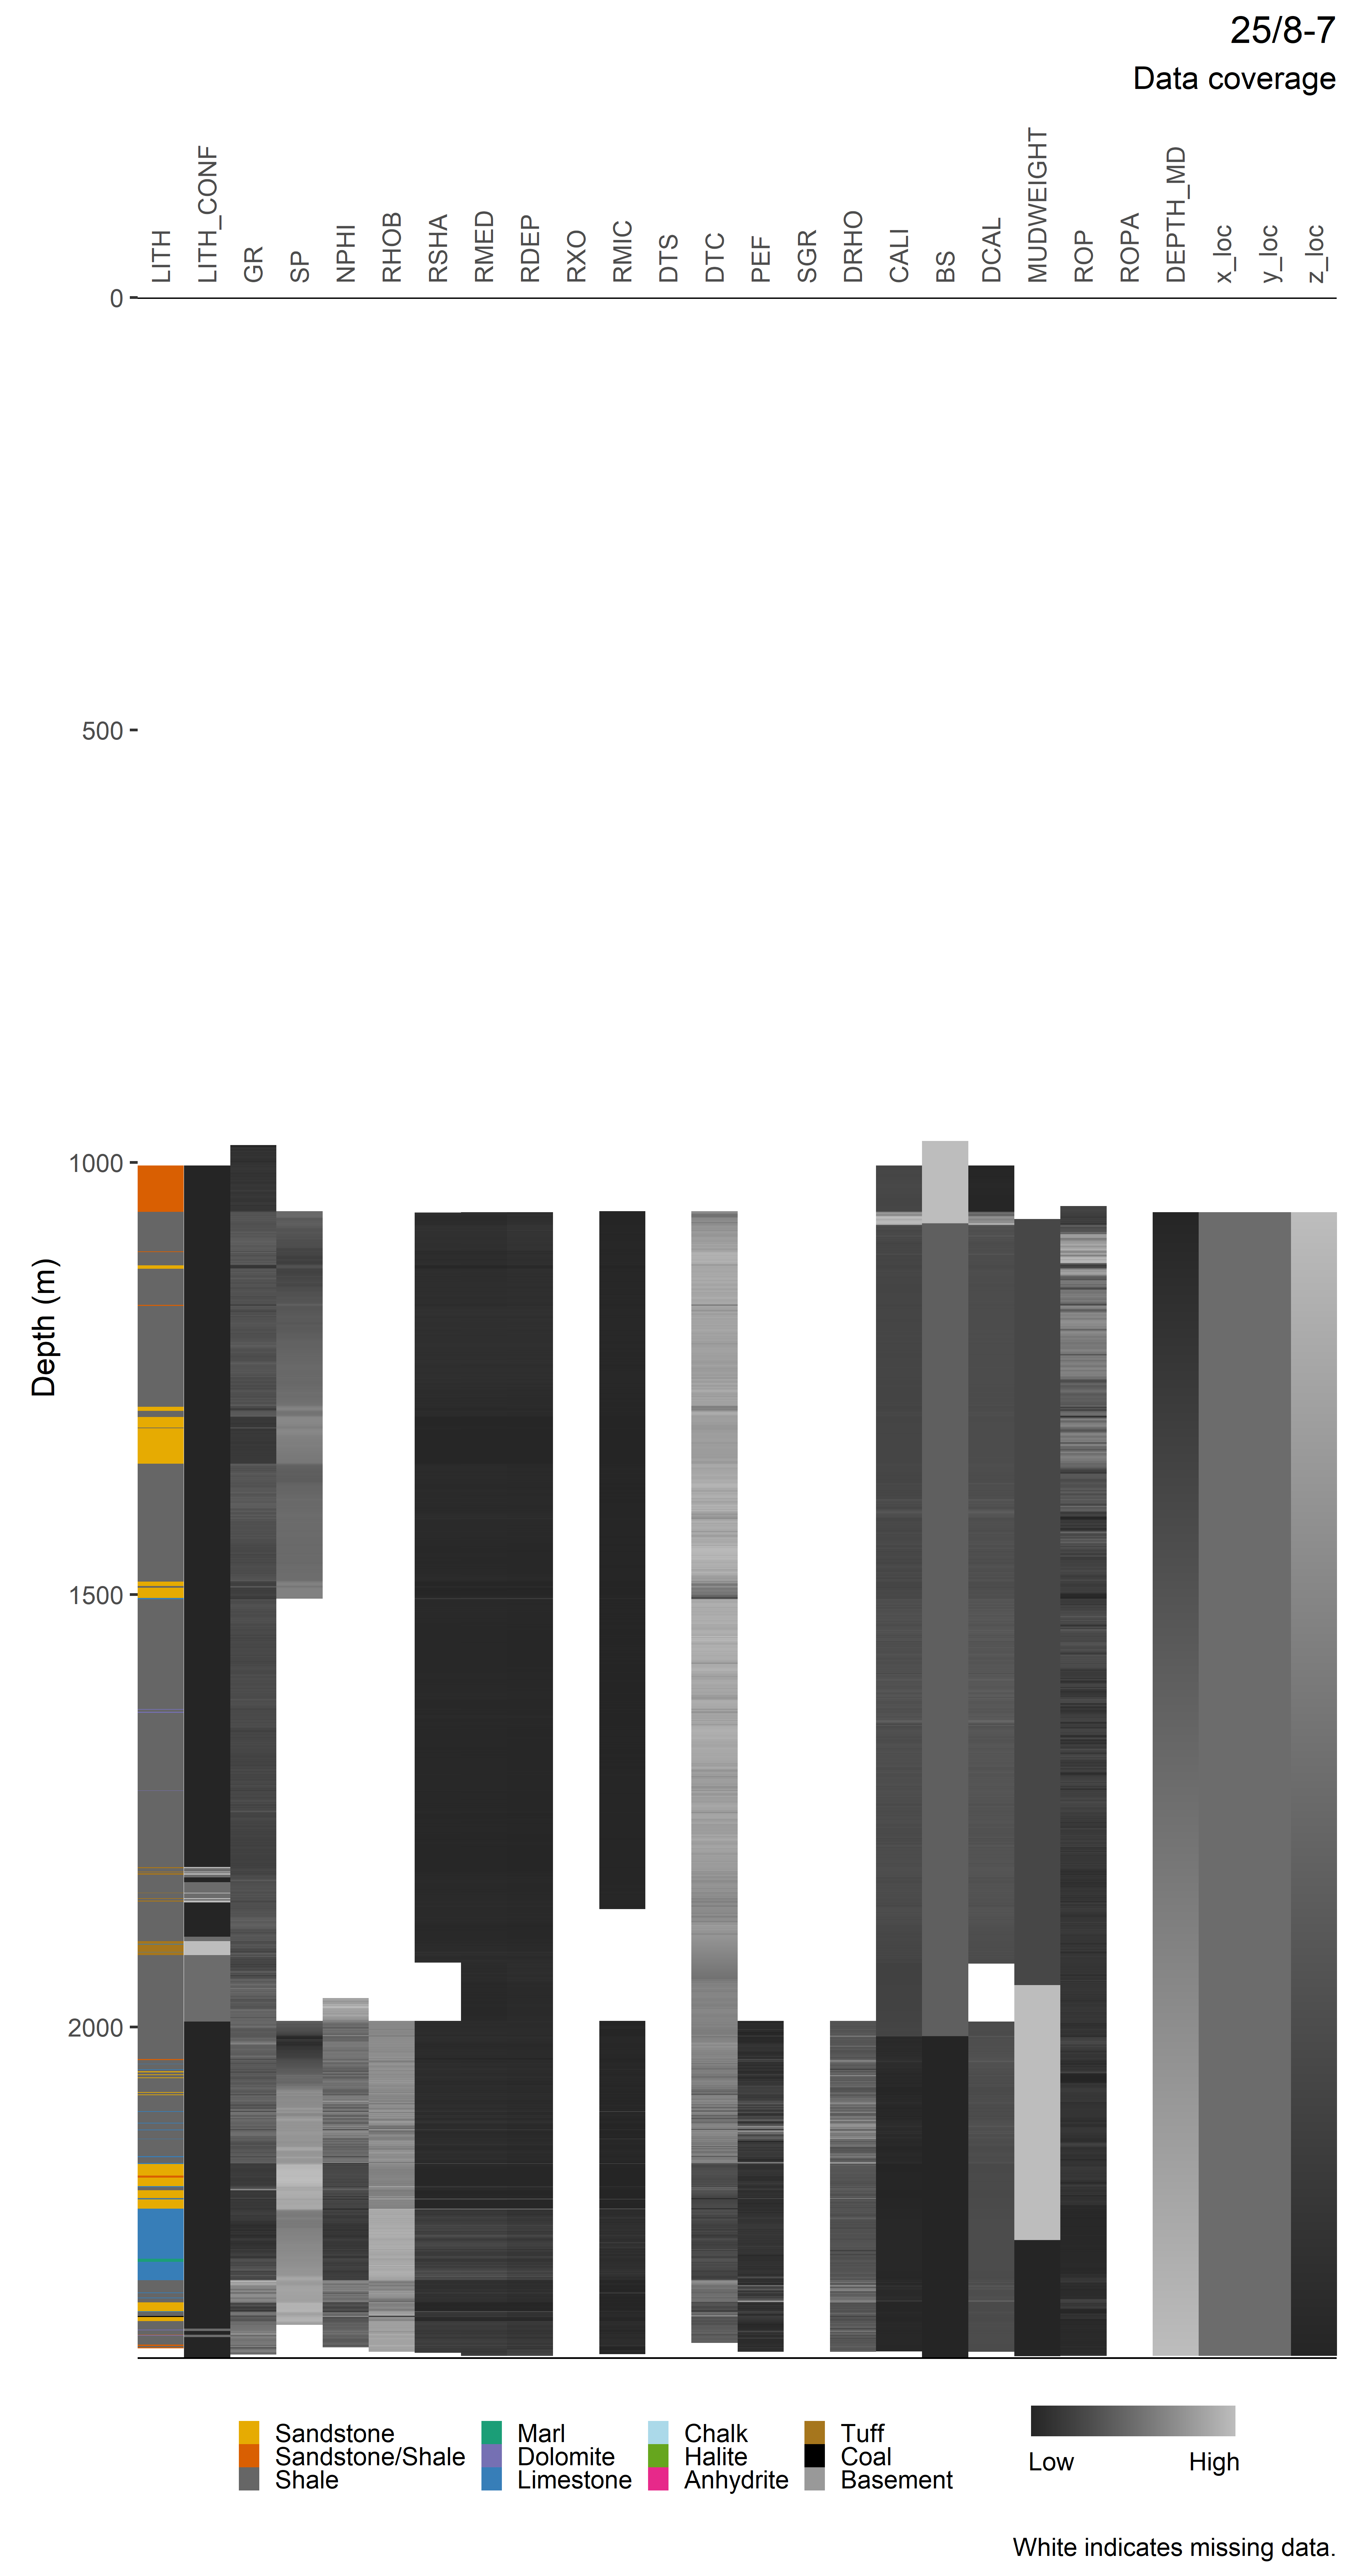 25/8-7
Data coverage
LITH
LITH_CONF
GR
SP
NPHI
RHOB
RSHA
RMED
RDEP
RXO
RMIC
DTS
DTC
PEF
SGR
DRHO
CALI
BS
DCAL
MUDWEIGHT
ROP
ROPA
DEPTH_MD
x_loc
y_loc
z_loc
0
500
1000
1500
2000
Depth (m)
Sandstone
Sandstone/Shale
Shale
Marl
Dolomite
Limestone
Chalk
Halite
Anhydrite
Tuff
Coal
Basement
Low High
White indicates missing data.